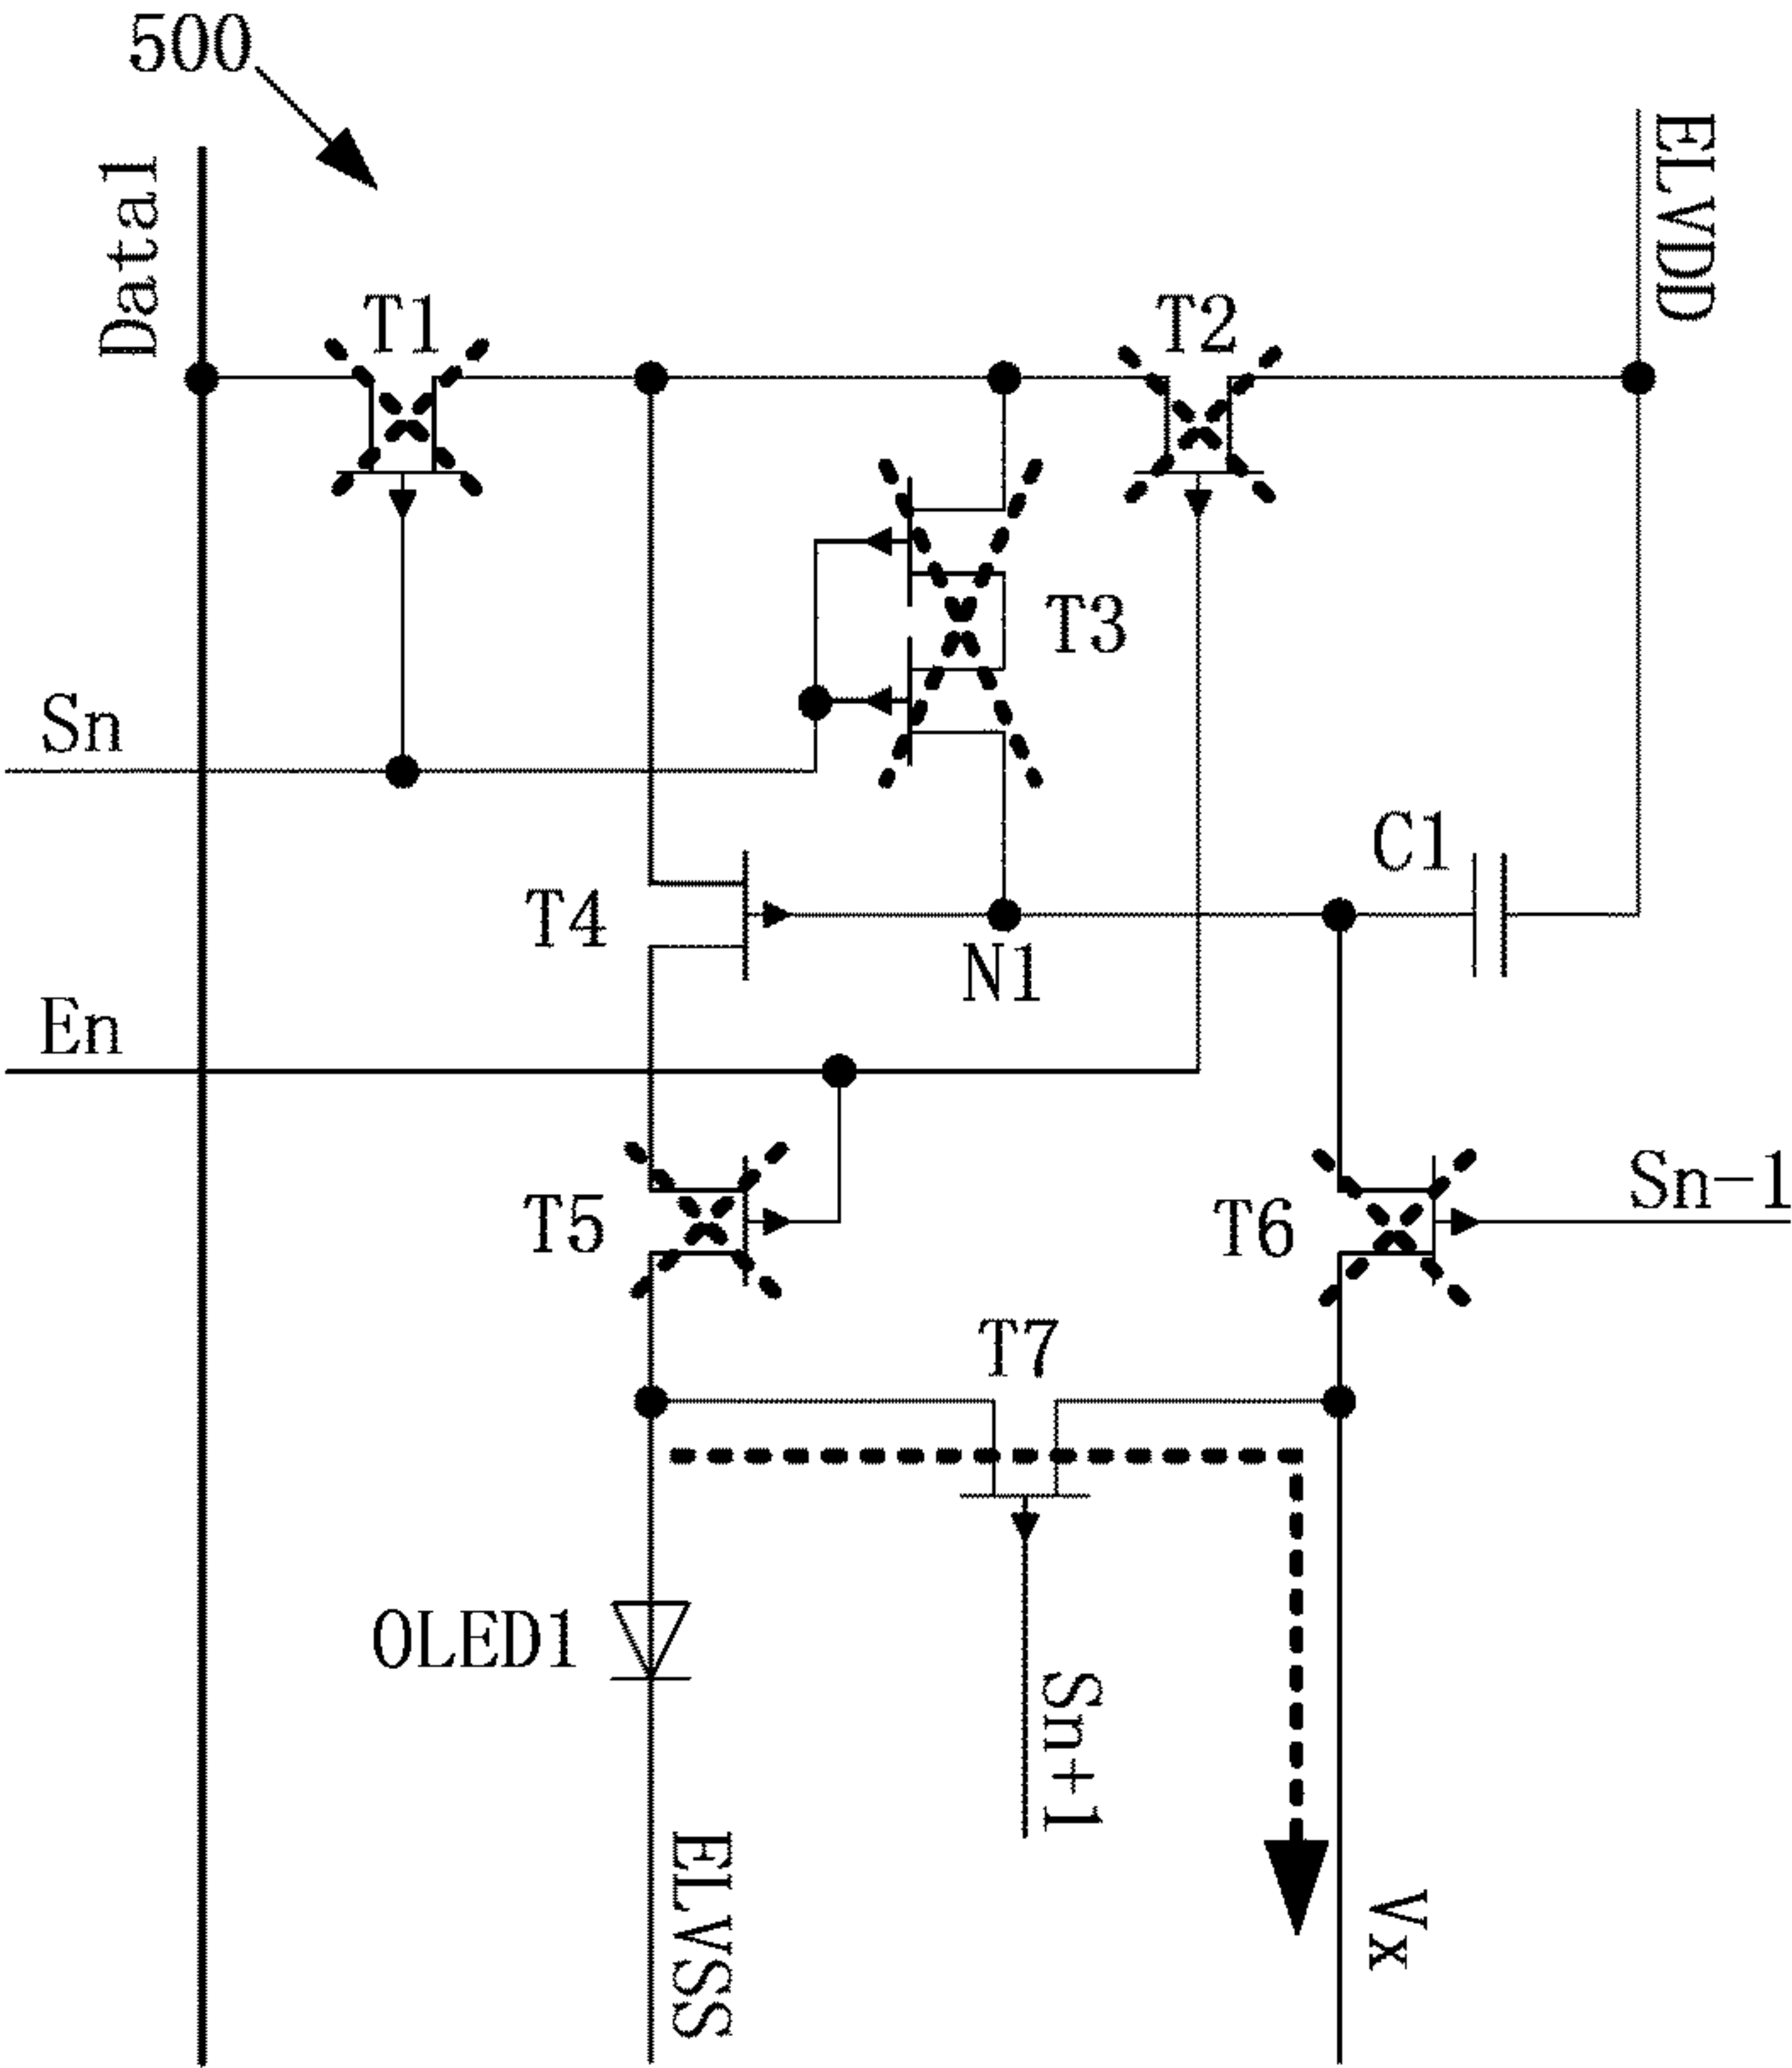 500
Data1
ELVDD
T1
T2
T3
Sn
C1
T4
N1
En
T5
T6
Sn-1
T7
OLED1
Sn+1
ELVSS
Vx